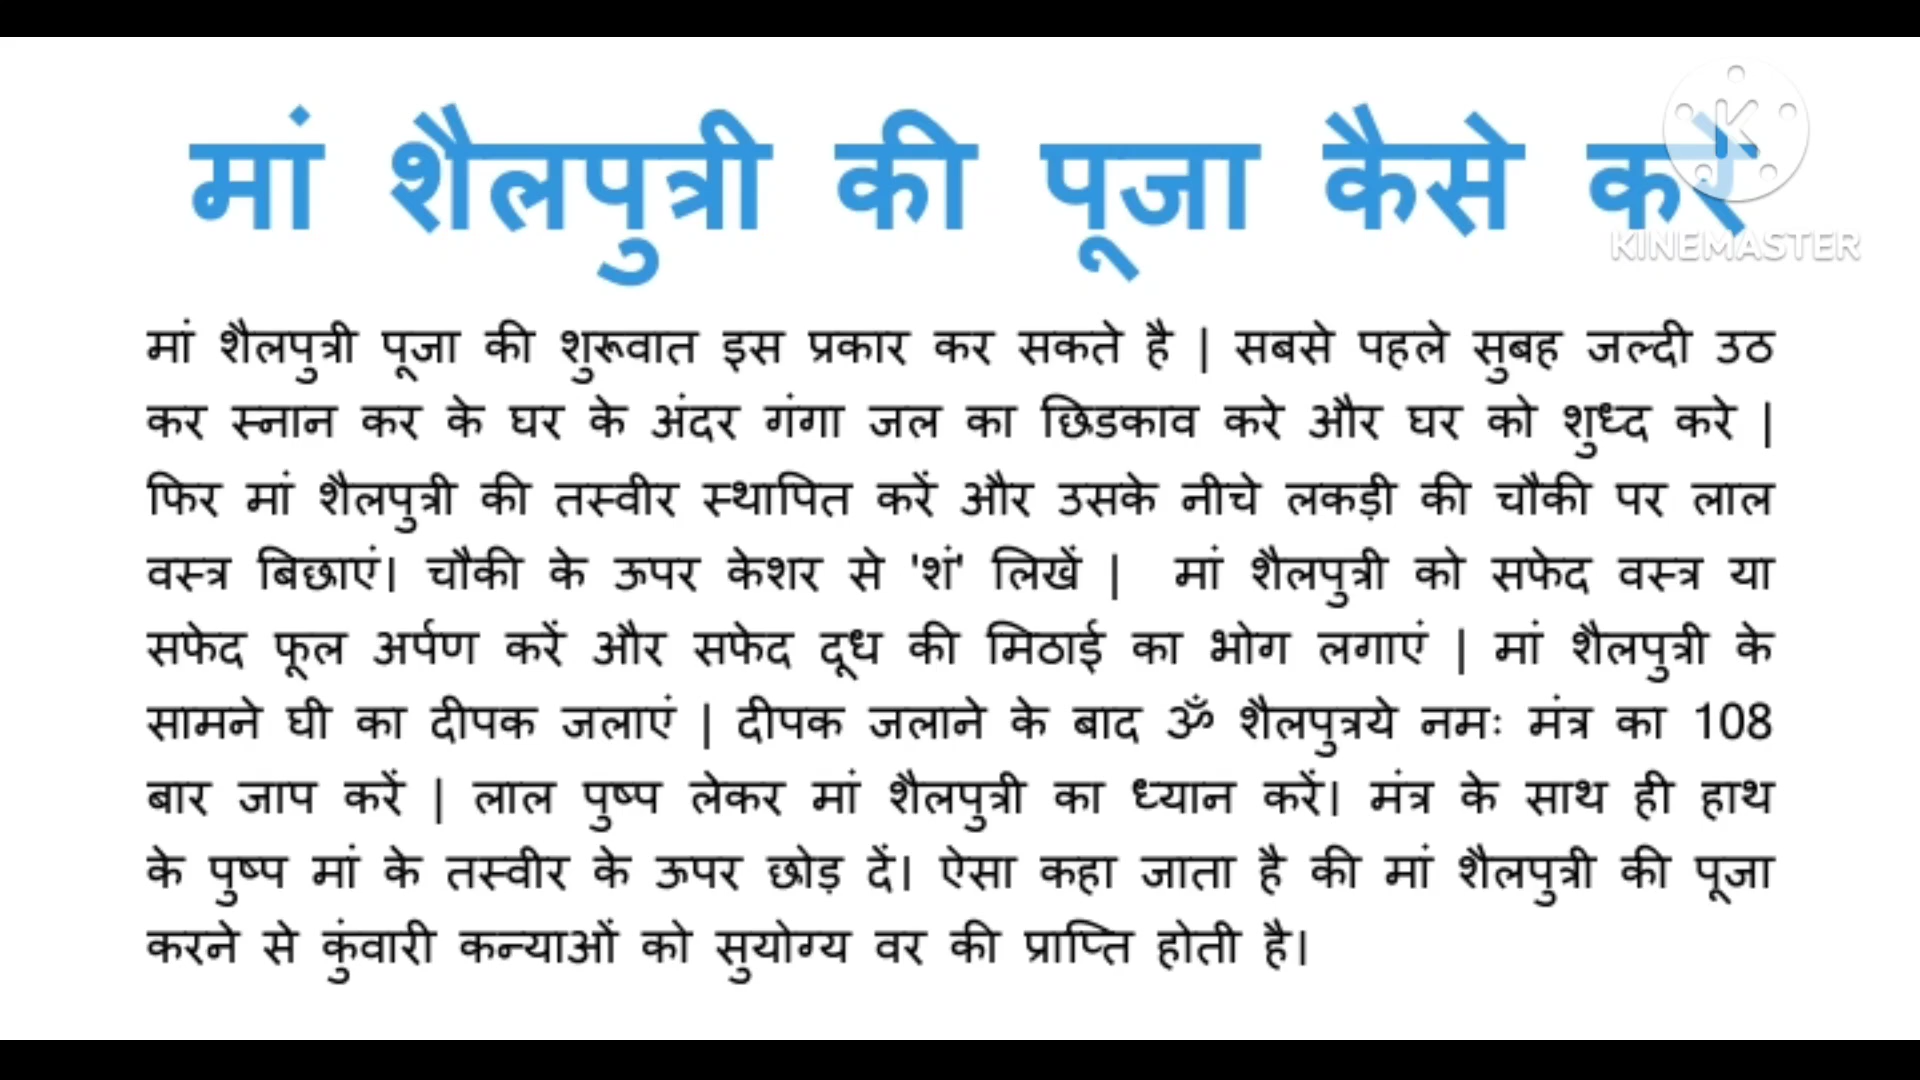 मां शैलपुत्री की पूजा कैसे करे
KINEMASTER
मां शैलपुत्री पूजा की शुरूवात इस प्रकार कर सकते है | सबसे पहले सुबह जल्दी उठ
कर स्नान कर के घर के अंदर गंगा जल का छिडकाव करे और घर को शुध्द करे |
फिर मां शैलपुत्री की तस्वीर स्थापित करें और उसके नीचे लकड़ी की चौकी पर लाल
वस्त्र बिछाएं। चौकी के ऊपर केशर से 'शं' लिखें | मां शैलपुत्री को सफेद वस्त्र या
सफेद फूल अर्पण करें और सफेद दूध की मिठाई का भोग लगाएं | मां शैलपुत्री के
सामने घी का दीपक जलाएं | दीपक जलाने के बाद ॐ शैलपुत्रये नमः मंत्र का 108
बार जाप करें | लाल पुष्प लेकर मां शैलपुत्री का ध्यान करें। मंत्र के साथ ही हाथ
के पुष्प मां के तस्वीर के ऊपर छोड़ दें। ऐसा कहा जाता है की मां शैलपुत्री की पूजा
करने से कुंवारी कन्याओं को सुयोग्य वर की प्राप्ति होती है।